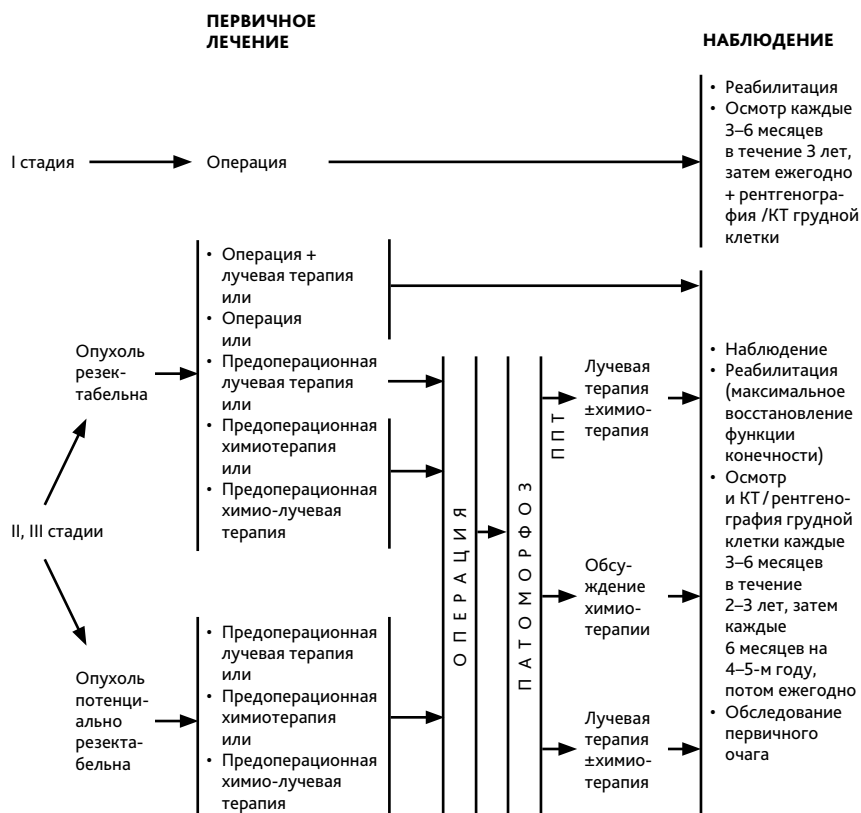 ПЕРВИЧНОЕ
ЛЕЧЕНИЕ
НАБЛЮДЕНИЕ
I стадия
Операция
• Реабилитация
• Осмотр каждые
3–6 месяцев
в течение 3 лет,
затем ежегодно
+ рентгеногра-
фия /КТ грудной
клетки
II, III стадии
Опухоль
резек-
табельна
• Операция +
лучевая терапия
или
• Операция
или
• Предоперационная
лучевая терапия
или
• Предоперационная
химиотерапия
или
• Предоперационная
химио-лучевая
терапия
Опухоль
потенци-
ально
резекта-
бельна
• Предоперационная
лучевая терапия
или
• Предоперационная
химиотерапия
или
• Предоперационная
химио-лучевая
терапия
ОПЕРАЦИЯ
ПАТОМОРФОЗ
ППТ
Лучевая
терапия
±химио-
терапия
Обсу-
ждение
химио-
терапии
Лучевая
терапия
±химио-
терапия
• Наблюдение
• Реабилитация
(максимальное
восстановление
функции
конечности)
• Осмотр
и КТ/рентгено-
графия грудной
клетки каждые
3–6 месяцев
в течение
2–3 лет, затем
каждые
6 месяцев на
4–5-м году,
потом ежегодно
• Обследование
первичного
очага